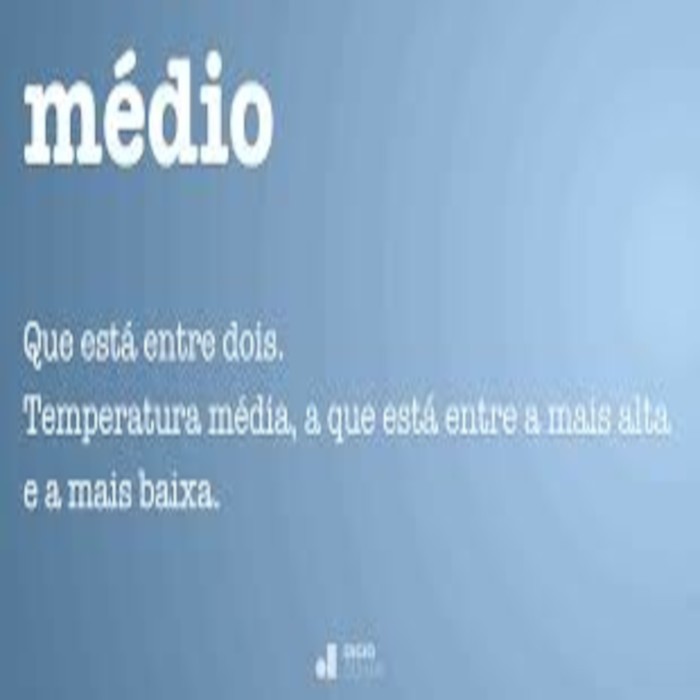 médio
Que está entre dois.
Temperatura média, a que está entre a mais alta
e a mais baixa.